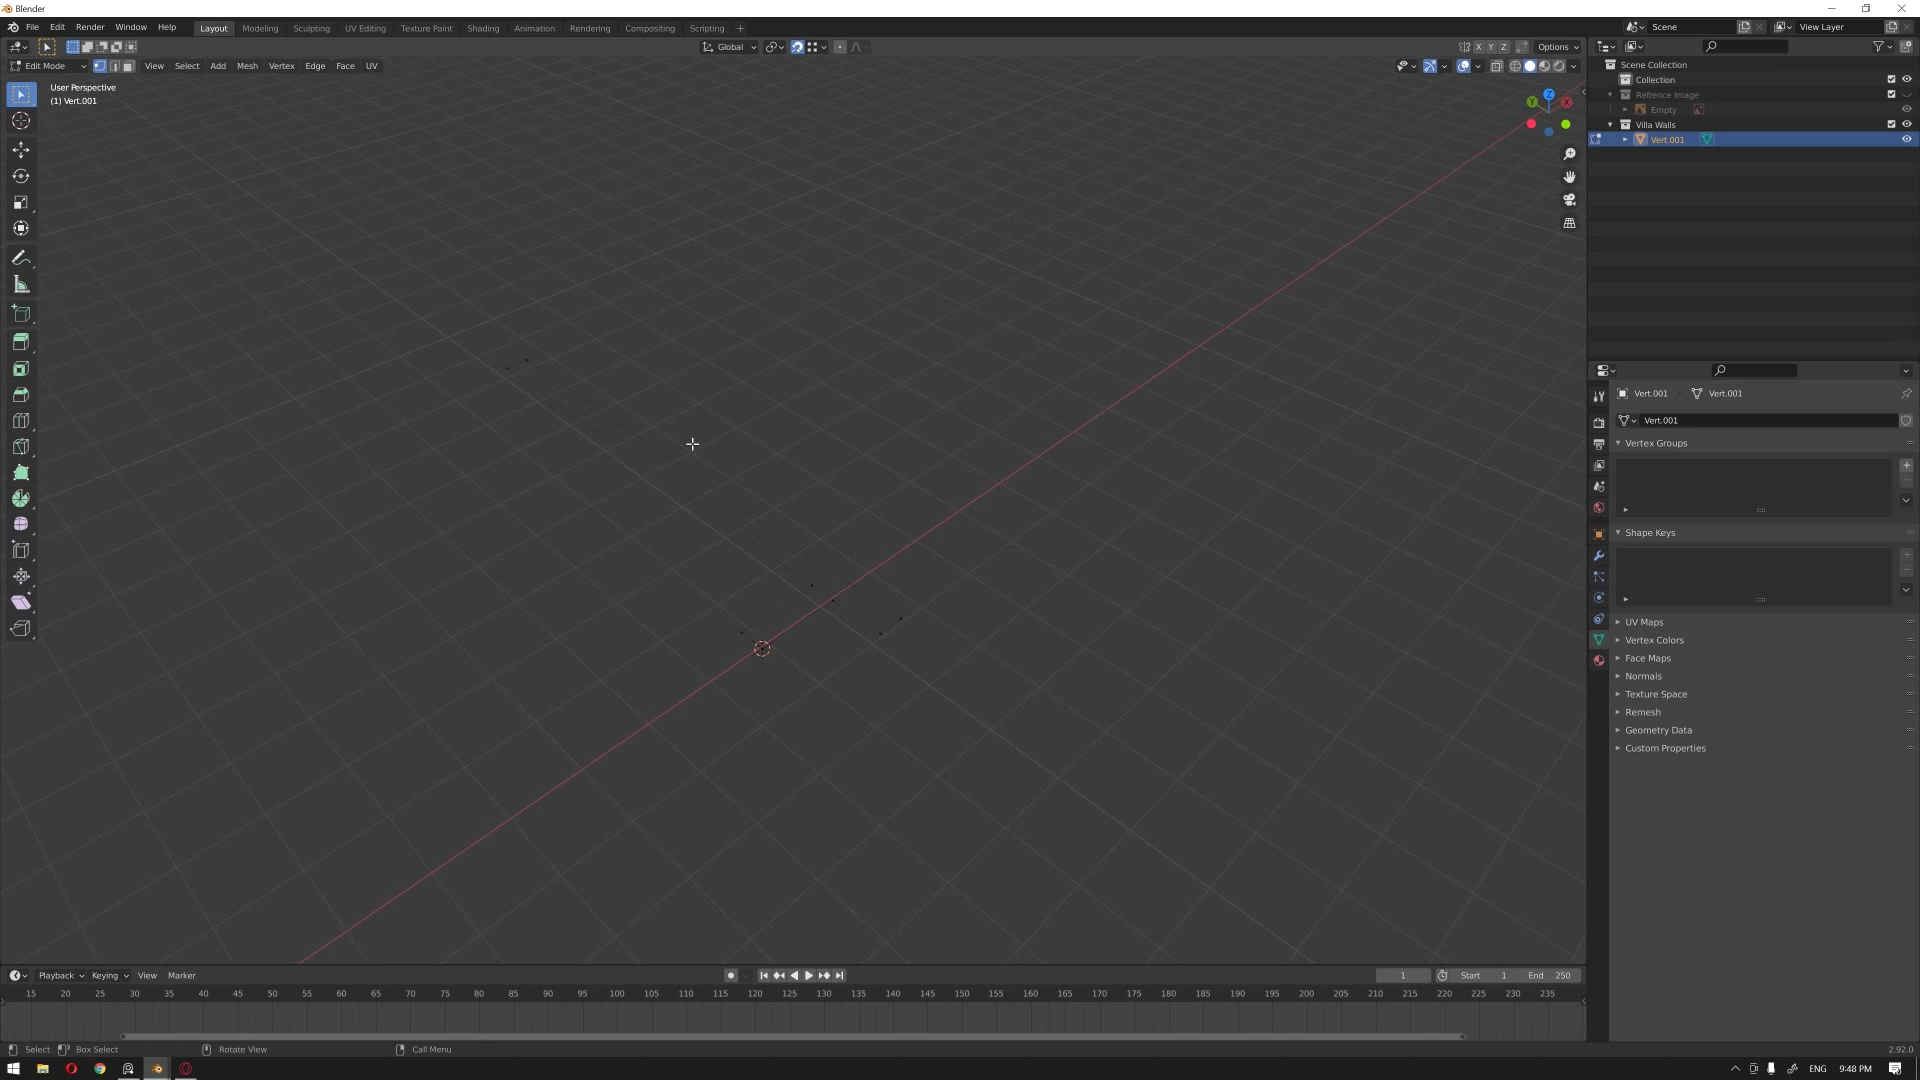 Blender
File Edit Render Window Help
Layout Modeling Sculpting UV Editing Texture Paint Shading Animation Rendering Compositing Scripting +
Scene
View Layer
Global
X Y Z
Options
Edit Mode
View Select Add Mesh Vertex Edge Face UV
User Perspective
(1) Vert.001
Z
Y
X
Scene Collection
Collection
Refrence Image
Empty
Villa Walls
Vert.001
Vert.001
Vert.001
Vert.001
Vertex Groups
Shape Keys
UV Maps
Vertex Colors
Face Maps
Normals
Texture Space
Remesh
Geometry Data
Custom Properties
Playback Keying View Marker
1
Start 1 End 250
15 20 25 30 35 40 45 50 55 60 65 70 75 80 85 90 95 100 105 110 115 120 125 130 135 140 145 150 155 160 165 170 175 180 185 190 195 200 205 210 215 220 225 230 235
Select Box Select Rotate View Call Menu
2.92.0
ENG 9:48 PM